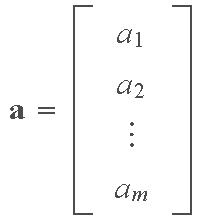 a₁
a₂
a = ⋮
aₘ